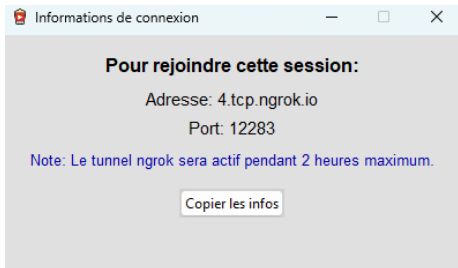 Informations de connexion
Pour rejoindre cette session:
Adresse: 4.tcp.ngrok.io
Port: 12283
Note: Le tunnel ngrok sera actif pendant 2 heures maximum.
Copier les infos